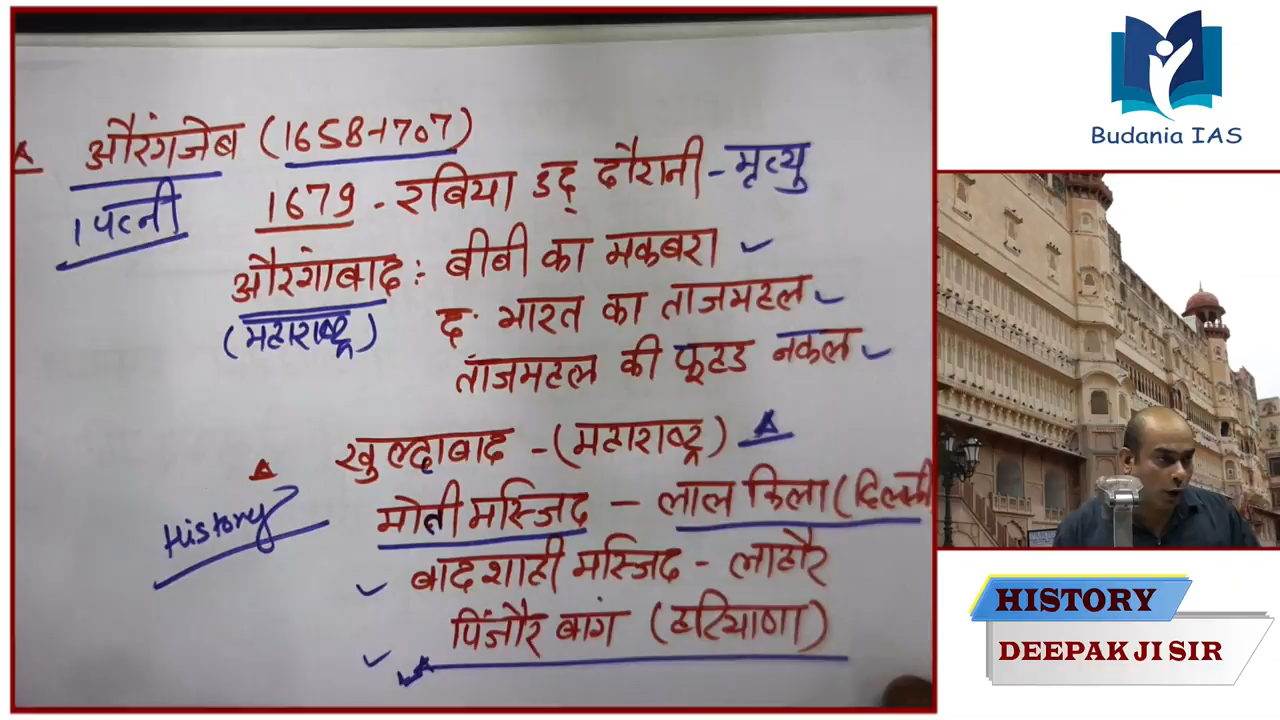 औरंगजेब (1658-1707)
1 पत्नी
1679 - रबिया उद् दौरानी - मृत्यु
औरंगाबाद : बीबी का मकबरा
(महाराष्ट्र)
द. भारत का ताजमहल
ताजमहल की फूहड नकल
खुल्दाबाद - (महाराष्ट्र)
History
मोती मस्जिद - लाल किला (दिल्ली
बादशाही मस्जिद - लाहौर
पिंजौर बाग (हरियाणा)
Budania IAS
HISTORY
DEEPAK JI SIR